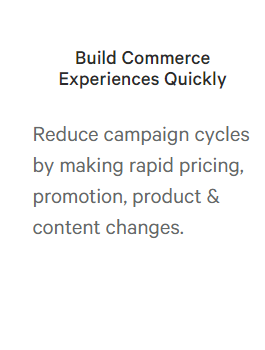 Build Commerce
Experiences Quickly
Reduce campaign cycles
by making rapid pricing,
promotion, product &
content changes.